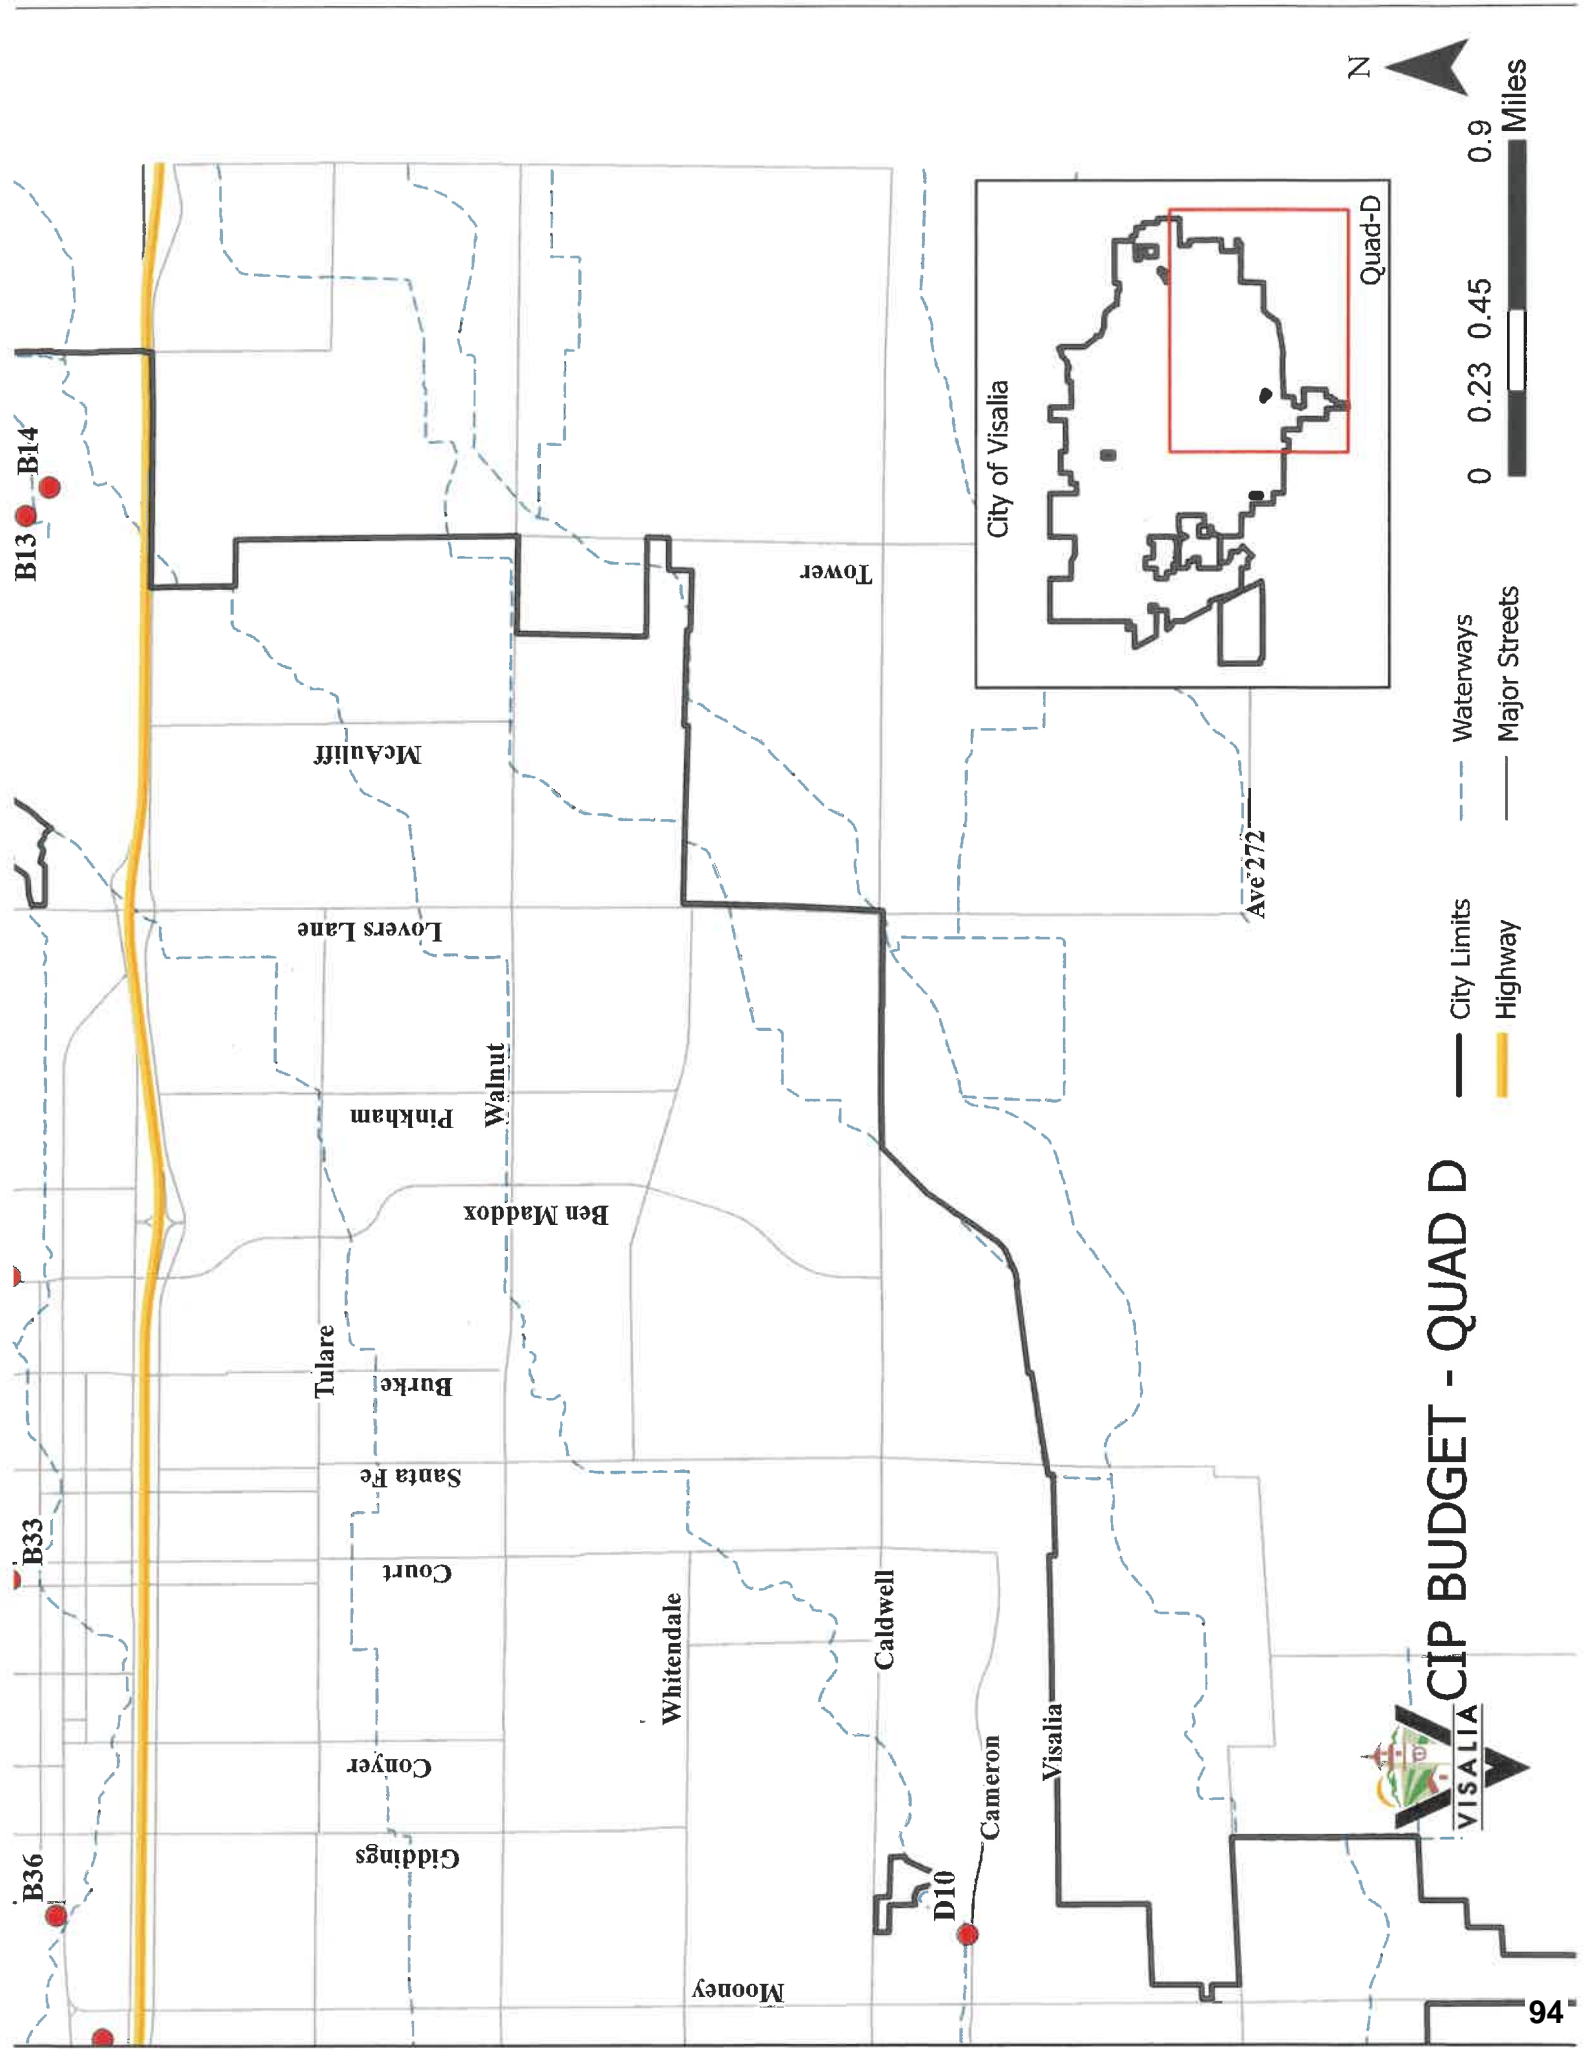 B36
B33
B13
B14
McAuliff
Lovers Lane
Pinkham
Walnut
Ben Maddox
Tulare
Burke
Santa Fe
Court
Conyer
Giddings
Mooney
Tower
Whitendale
Caldwell
Cameron
D10
Visalia
Ave 272
City of Visalia
Quad-D
VISALIA
CIP BUDGET - QUAD D
City Limits
Highway
Waterways
Major Streets
0 0.23 0.45 0.9
Miles
N
94